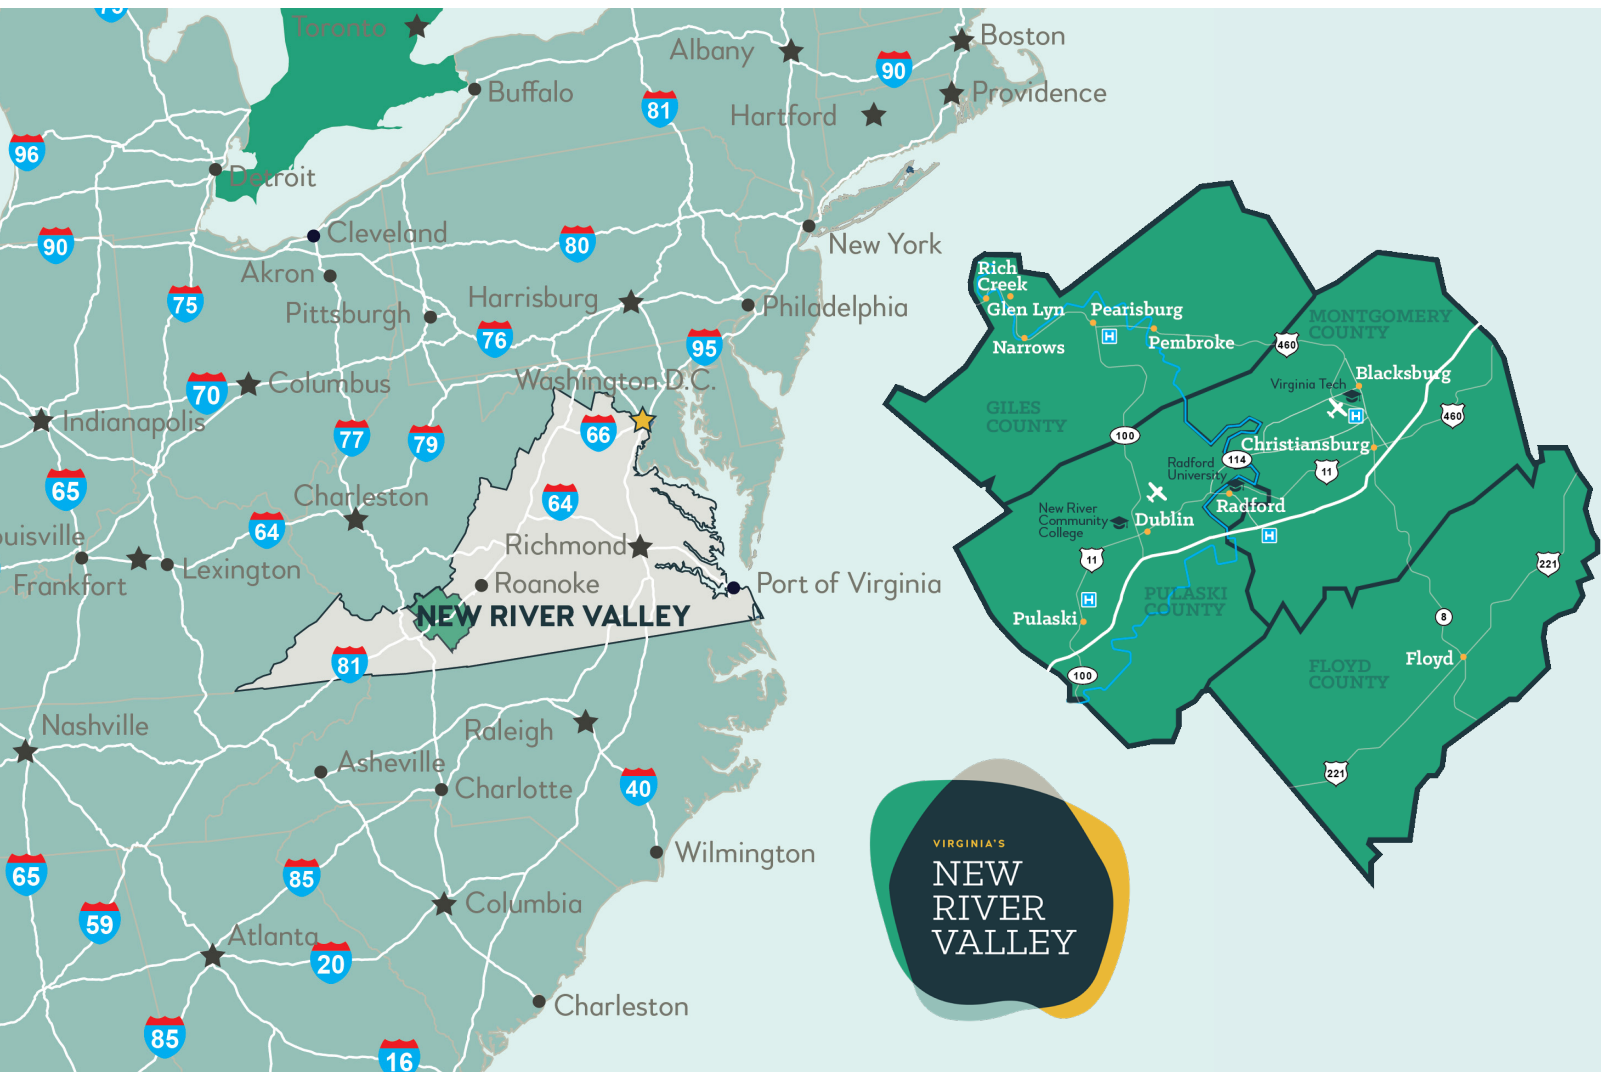 75
Toranto
Boston
Albany
90
Buffalo
81
Providence
Hartford
96
Detroit
Cleveland
90
80
New York
Akron
75
Harrisburg
Philadelphia
Pittsburgh
76
95
Washington D.C.
70
Columbus
Indianapolis
77
79
66
65
Charleston
64
64
ouisville
Richmond
Frankfort
Lexington
Roanoke
Port of Virginia
NEW RIVER VALLEY
81
Nashville
Raleigh
Asheville
Charlotte
40
Wilmington
65
85
59
Columbia
Atlanta
20
Charleston
85
16
Rich
Creek
Glen Lyn
Pearisburg
H
Narrows
Pembroke
MONTGOMERY
COUNTY
460
Virginia Tech
Blacksburg
H
460
GILES
COUNTY
100
Christiansburg
114
11
Radford
University
Radford
New River
Community
College
Dublin
H
11
221
PULASKI
COUNTY
H
Pulaski
8
Floyd
FLOYD
COUNTY
100
221
VIRGINIA'S
NEW
RIVER
VALLEY